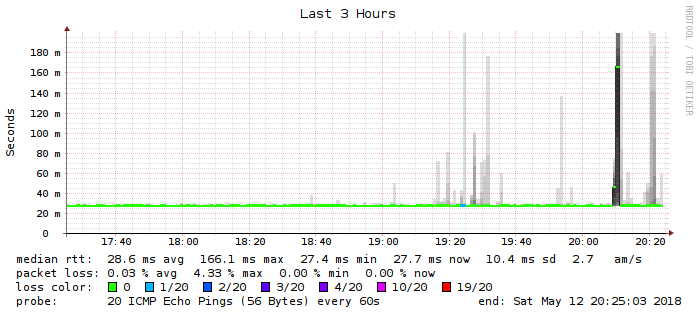 Last 3 Hours
RRDTOOL / TOBI OETIKER
Seconds
180 m
160 m
140 m
120 m
100 m
80 m
60 m
40 m
20 m
0
17:40 18:00 18:20 18:40 19:00 19:20 19:40 20:00 20:20
median rtt: 28.6 ms avg 166.1 ms max 27.4 ms min 27.7 ms now 10.4 ms sd 2.7 am/s
packet loss: 0.03 % avg 4.33 % max 0.00 % min 0.00 % now
loss color: 0 1/20 2/20 3/20 4/20 10/20 19/20
probe: 20 ICMP Echo Pings (56 Bytes) every 60s end: Sat May 12 20:25:03 2018